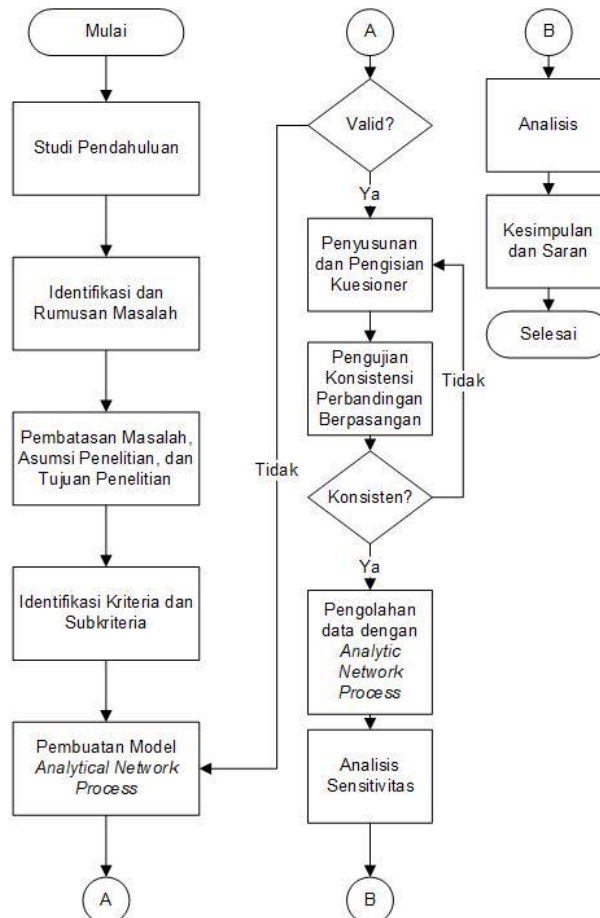 Mulai
Studi Pendahuluan
Identifikasi dan
Rumusan Masalah
Pembatasan Masalah,
Asumsi Penelitian, dan
Tujuan Penelitian
Identifikasi Kriteria dan
Subkriteria
Pembuatan Model
Analytical Network
Process
A
A
Valid?
Ya
Tidak
Penyusunan
dan Pengisian
Kuesioner
Pengujian
Konsistensi
Perbandingan
Berpasangan
Tidak
Konsisten?
Ya
Pengolahan
data dengan
Analytic
Network
Process
Analisis
Sensitivitas
B
B
Analisis
Kesimpulan
dan Saran
Selesai